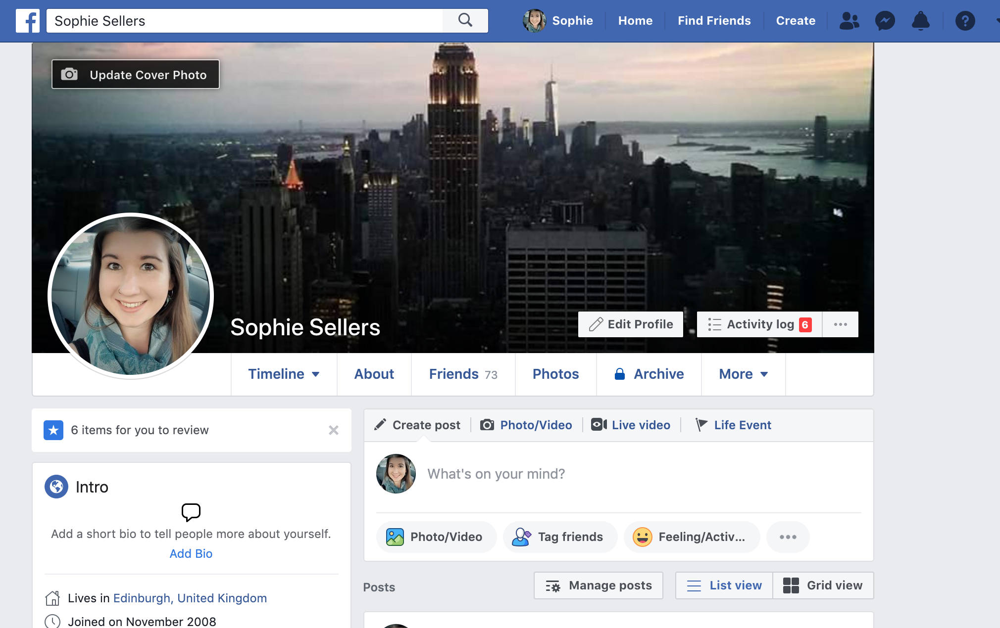 Sophie Sellers
Sophie
Home
Find Friends
Create
Update Cover Photo
Sophie Sellers
Edit Profile
Activity log 6
Timeline
About
Friends 73
Photos
Archive
More
6 items for you to review
Intro
Add a short bio to tell people more about yourself.
Add Bio
Lives in Edinburgh, United Kingdom
Joined on November 2008
Create post
Photo/Video
Live video
Life Event
What's on your mind?
Photo/Video
Tag friends
Feeling/Activ...
Posts
Manage posts
List view
Grid view